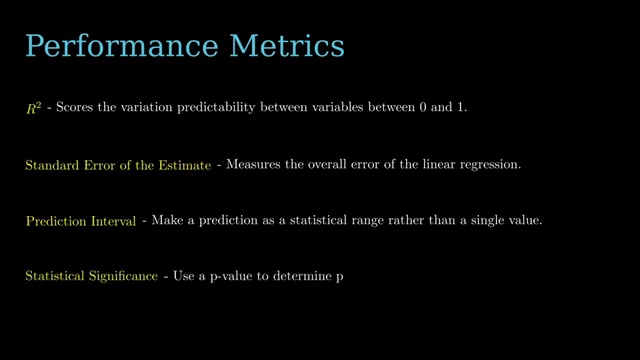 Performance Metrics
R² - Scores the variation predictability between variables between 0 and 1.
Standard Error of the Estimate - Measures the overall error of the linear regression.
Prediction Interval - Make a prediction as a statistical range rather than a single value.
Statistical Significance - Use a p-value to determine p